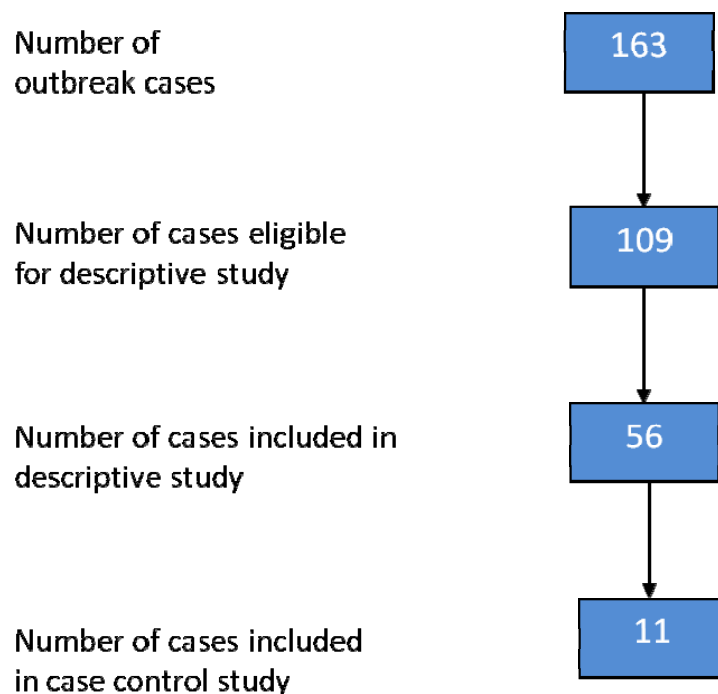 Number of
outbreak cases
163
Number of cases eligible
for descriptive study
109
Number of cases included in
descriptive study
56
Number of cases included
in case control study
11